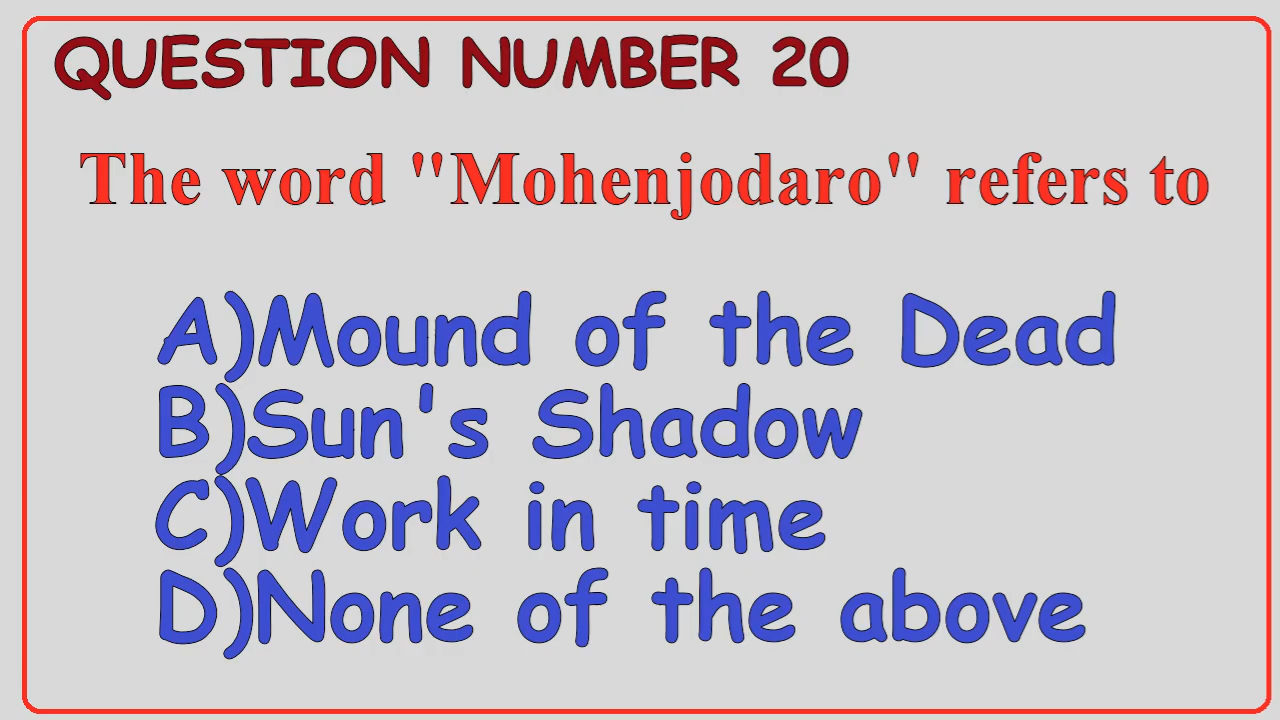 QUESTION NUMBER 20
The word "Mohenjodaro" refers to
A)Mound of the Dead
B)Sun's Shadow
C)Work in time
D)None of the above